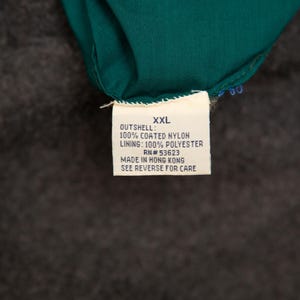 XXL
OUTSHELL:
100% COATED NYLON
LINING: 100% POLYESTER
RN# 53623
MADE IN HONG KONG
SEE REVERSE FOR CARE